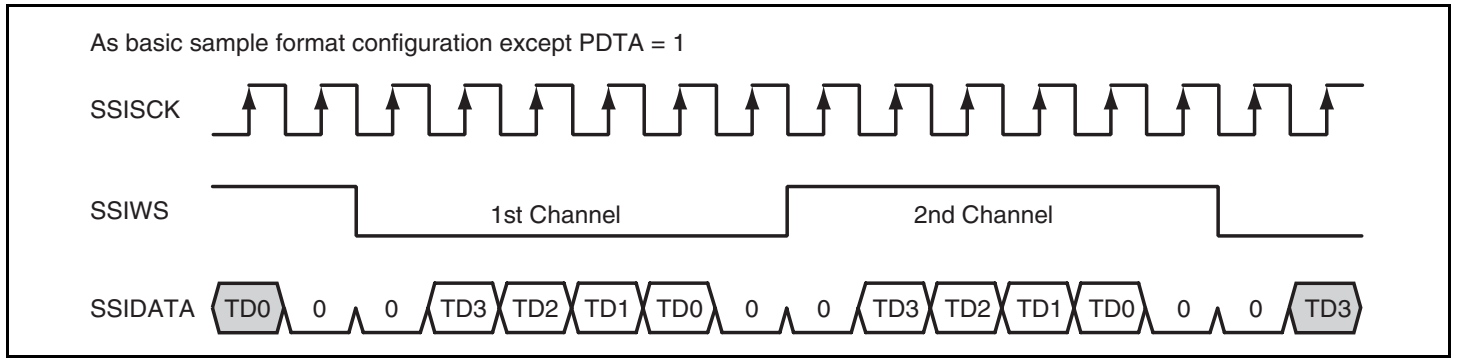 As basic sample format configuration except PDTA = 1
SSISCK
SSIWS 1st Channel 2nd Channel
SSIDATA TD0 0 0 TD3 TD2 TD1 TD0 0 0 TD3 TD2 TD1 TD0 0 0 TD3